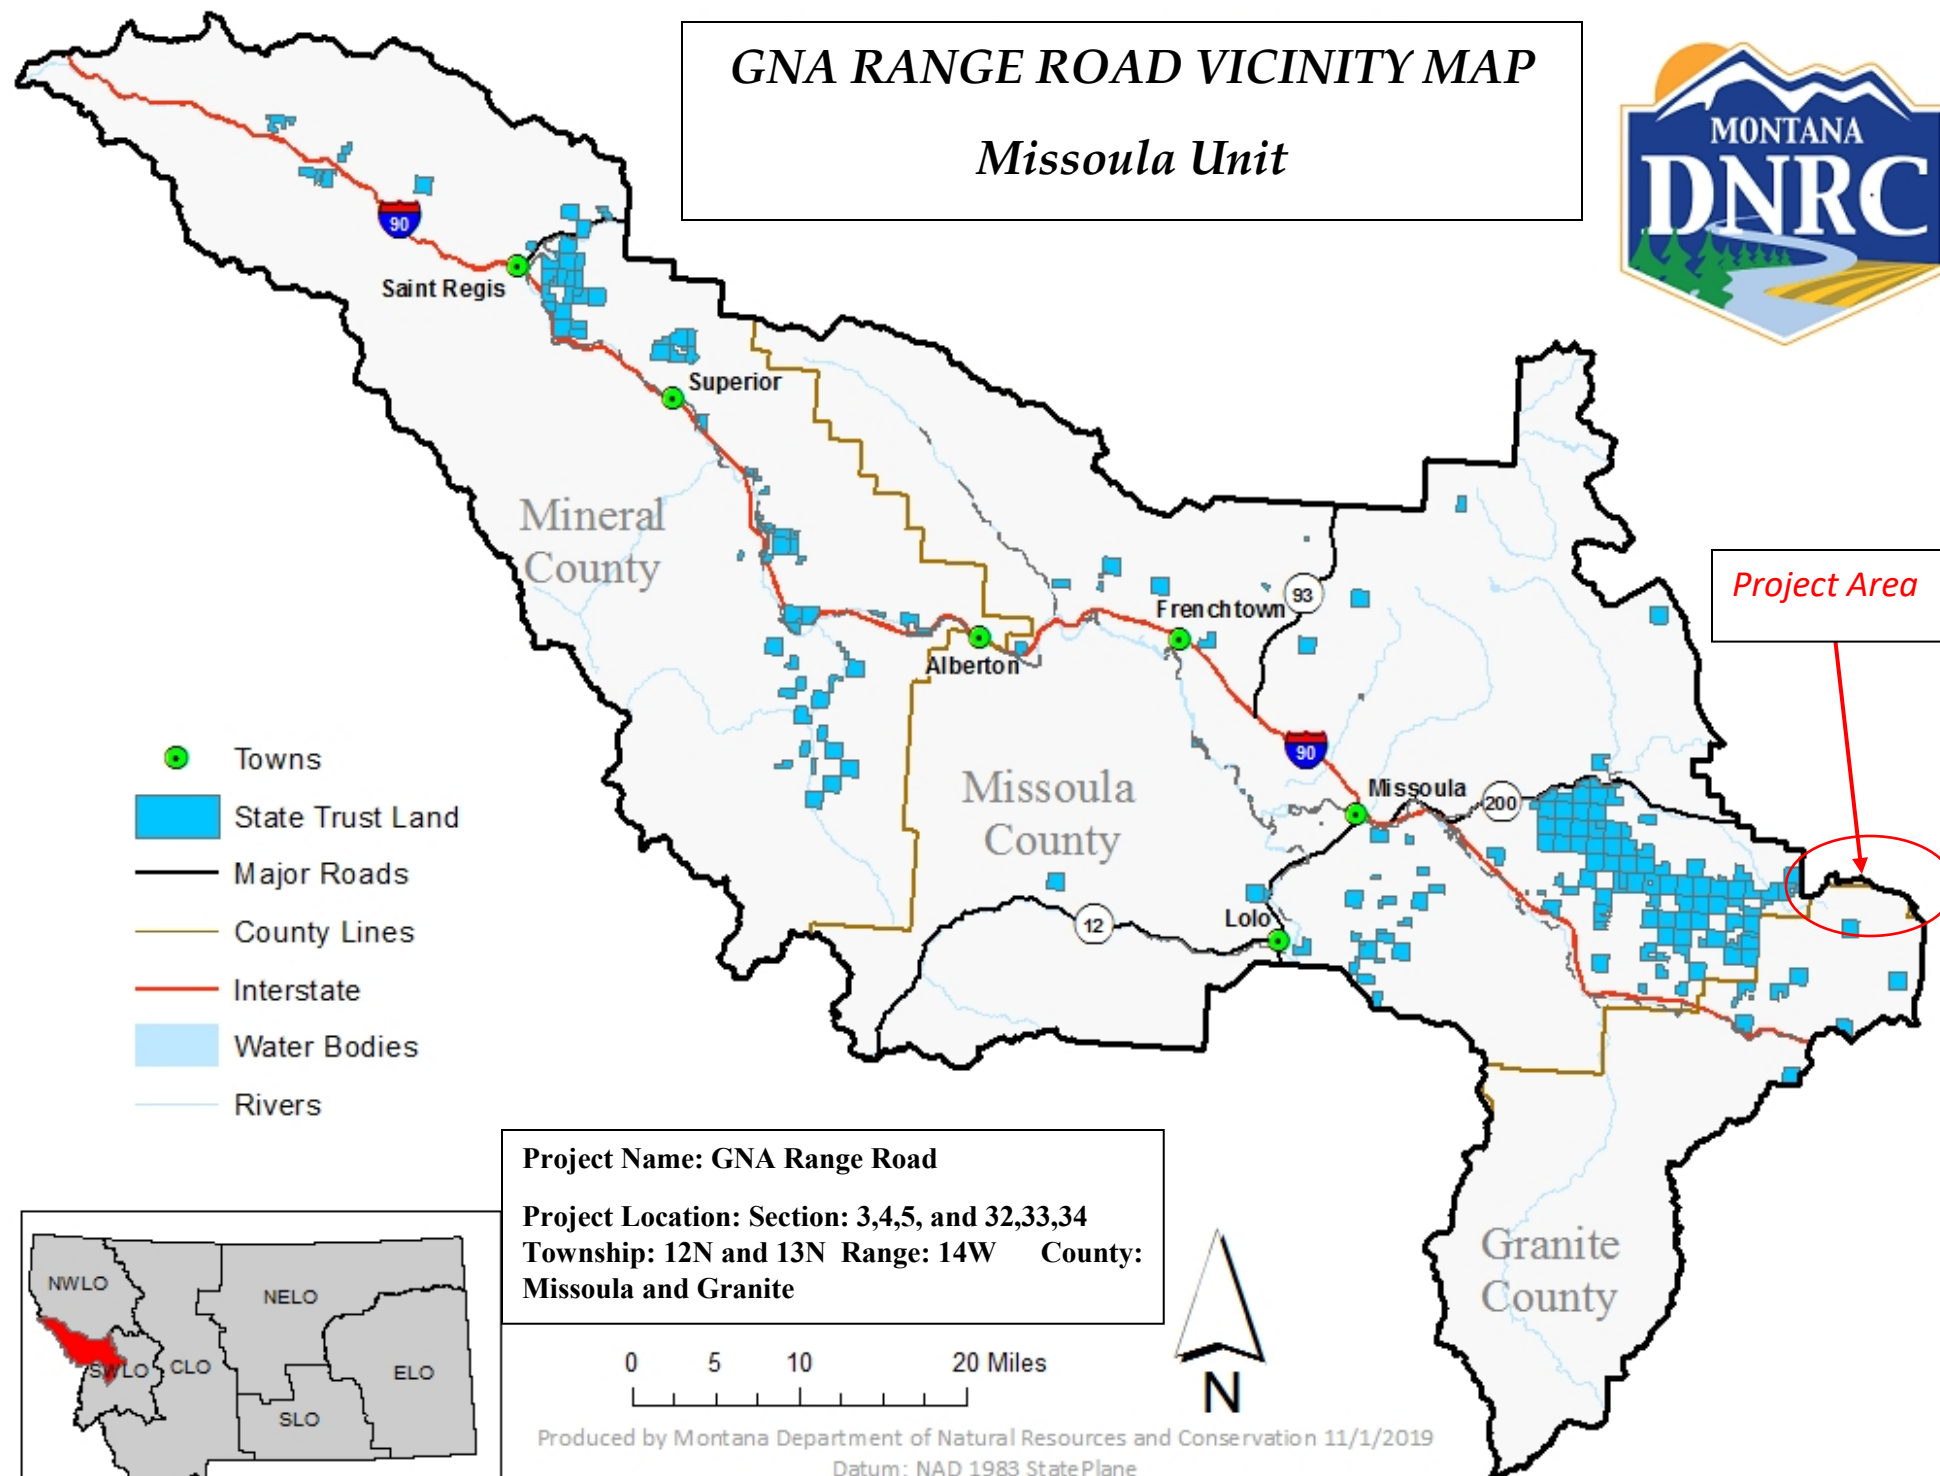 GNA RANGE ROAD VICINITY MAP
Missoula Unit
MONTANA
DNRC
90
Saint Regis
Superior
Mineral
County
Project Area
93
Frenchtown
Alberton
90
Missoula
200
Missoula
County
Lolo
12
Towns
State Trust Land
Major Roads
County Lines
Interstate
Water Bodies
Rivers
Granite
County
Project Name: GNA Range Road
Project Location: Section: 3,4,5, and 32,33,34
Township: 12N and 13N Range: 14W County:
Missoula and Granite
NWLO
NELO
SWLO
CLO
ELO
SLO
0 5 10 20 Miles
N
Produced by Montana Department of Natural Resources and Conservation 11/1/2019
Datum: NAD 1983 StatePlane